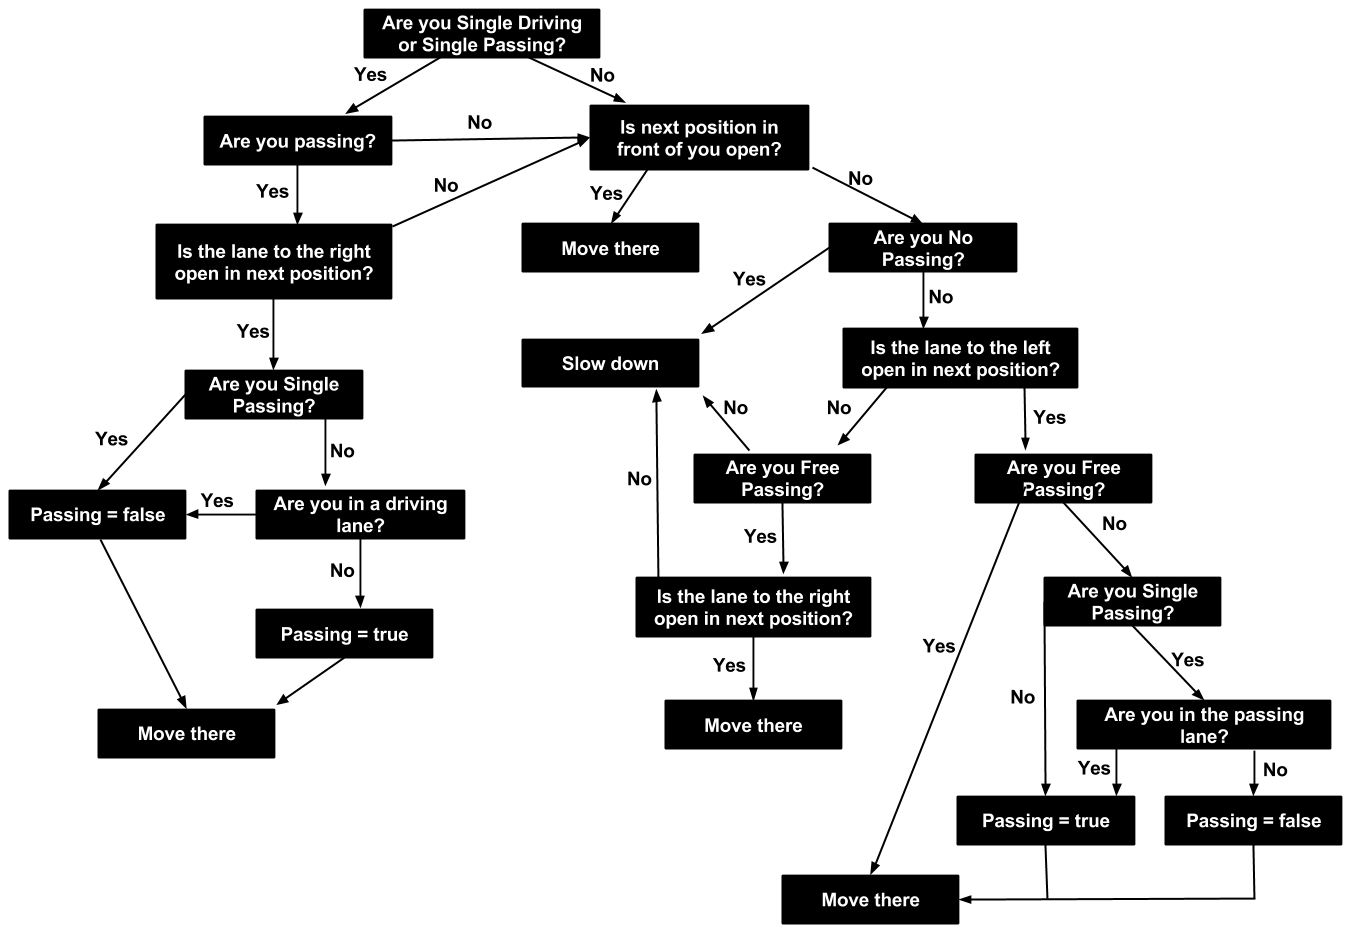 Are you Single Driving
or Single Passing?
Yes
No
Are you passing?
No
Is next position in
front of you open?
Yes
No
Yes
No
Is the lane to the right
open in next position?
Move there
Are you No
Passing?
Yes
No
Yes
Slow down
Is the lane to the left
open in next position?
Are you Single
Passing?
No
No
Yes
Yes
No
Are you Free
Passing?
Are you Free
Passing?
No
Passing = false
Yes
Are you in a driving
lane?
Yes
No
No
Is the lane to the right
open in next position?
Are you Single
Passing?
Passing = true
Yes
Yes
Yes
No
Move there
Move there
Are you in the passing
lane?
Yes
No
Passing = true
Passing = false
Move there